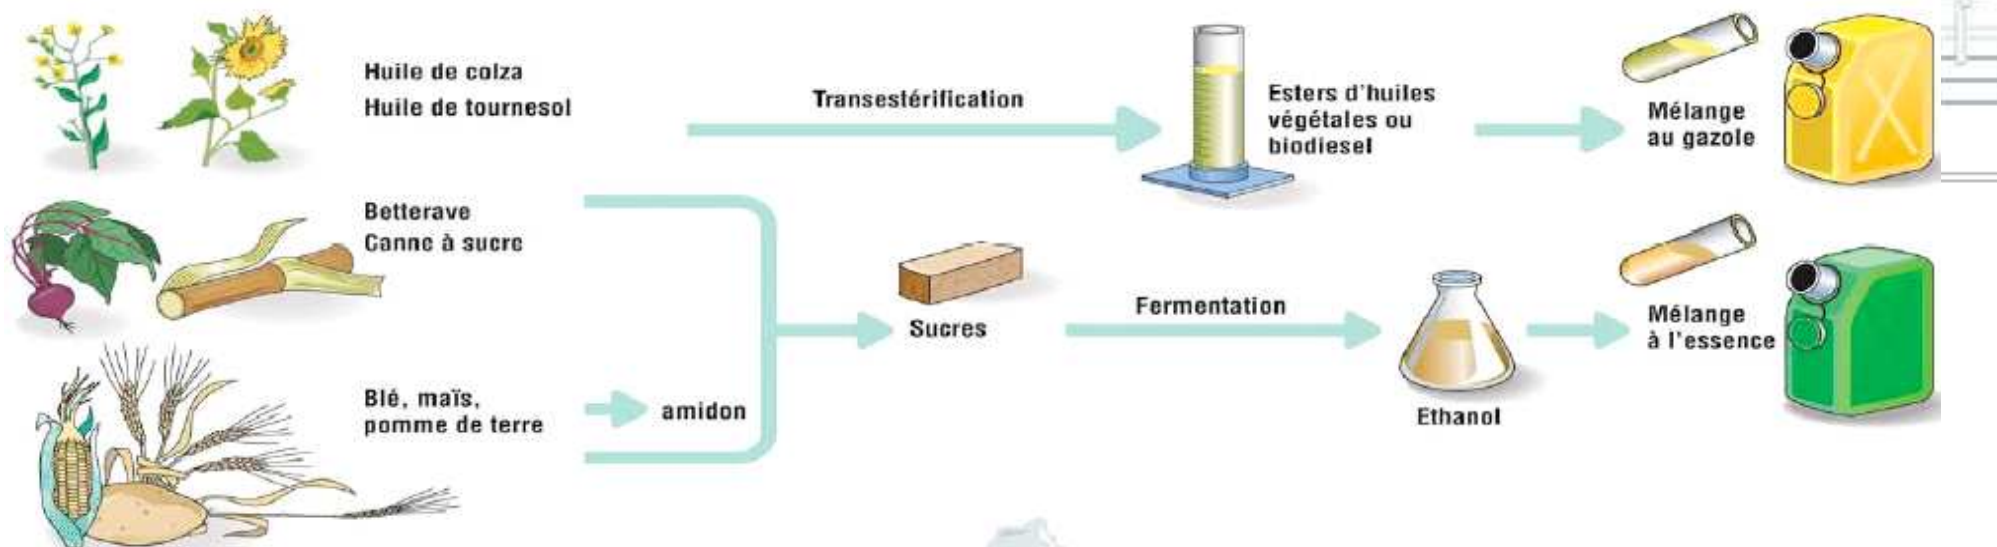 Huile de colza
Huile de tournesol
Transestérification
Esters d'huiles
végétales ou
biodiesel
Mélange
au gazole
Betterave
Canne à sucre
Sucres
Fermentation
Ethanol
Mélange
à l'essence
Blé, maïs,
pomme de terre
amidon